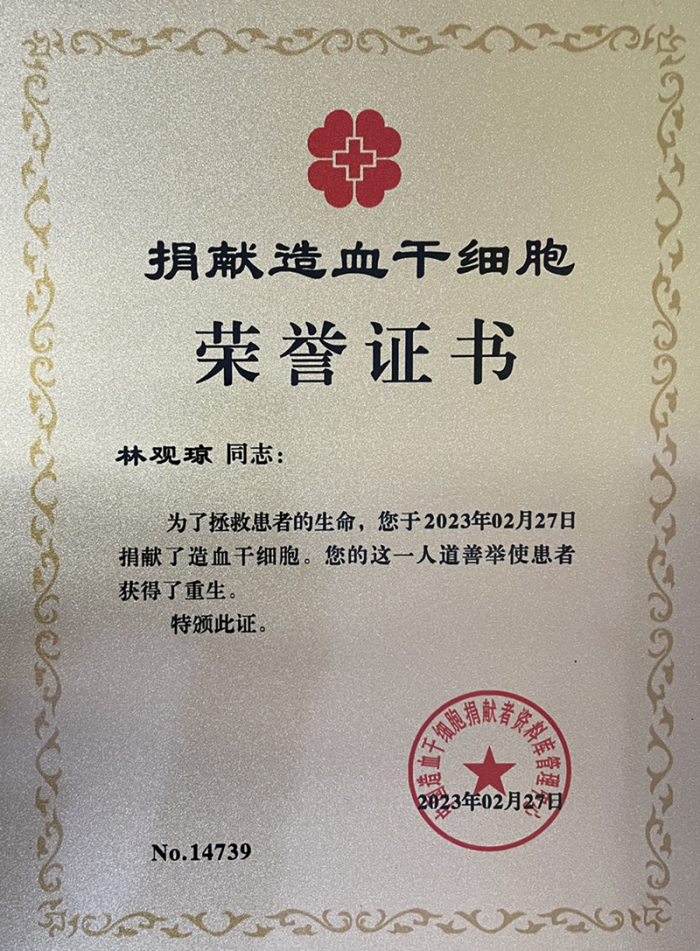 捐献造血干细胞
荣誉证书
林观琼 同志：
为了拯救患者的生命，您于2023年02月27日
捐献了造血干细胞。您的这一人道善举使患者
获得了重生。
特颁此证。
中国造血干细胞捐献者资料库管理中心
2023年02月27日
No.14739